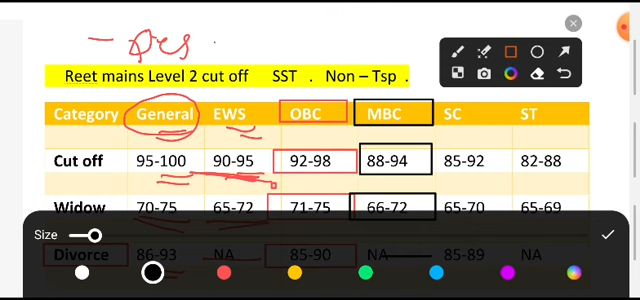 Reet mains Level 2 cut off SST . Non – Tsp .
Category General EWS OBC MBC SC ST
Cut off 95-100 90-95 92-98 88-94 85-92 82-88
Widow 70-75 65-72 71-75 66-72 65-70 65-69
Size
Divorce 86-93 NA 85-90 NA 85-89 NA